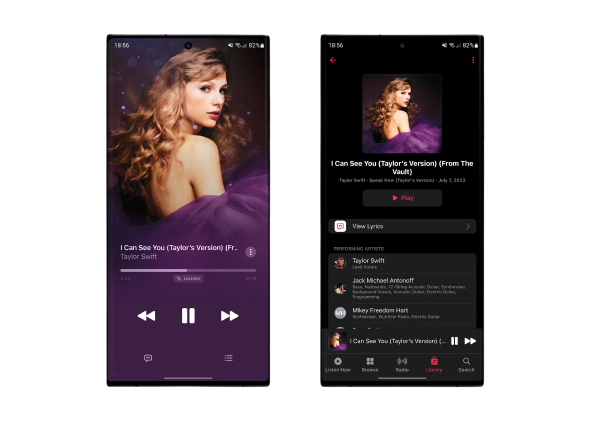 18:56
82%
I Can See You (Taylor's Version) (Fr..
Taylor Swift
Lossless
18:56
82%
I Can See You (Taylor's Version) (From The
Vault)
Taylor Swift · Speak Now (Taylor's Version) · July 7, 2023
Play
View Lyrics
PERFORMING ARTISTS
Taylor Swift
Lead Vocals
Jack Michael Antonoff
Bass, Keyboards, 12-String Acoustic Guitar, Synthesizer,
Background Vocals, Acoustic Guitar, Electric Guitar,
Programming
MH
Mikey Freedom Hart
Synthesizer, Wurlitzer Piano, Electric Guitar
I Can See You (Taylor's Version) (...
Listen Now
Browse
Radio
Library
Search